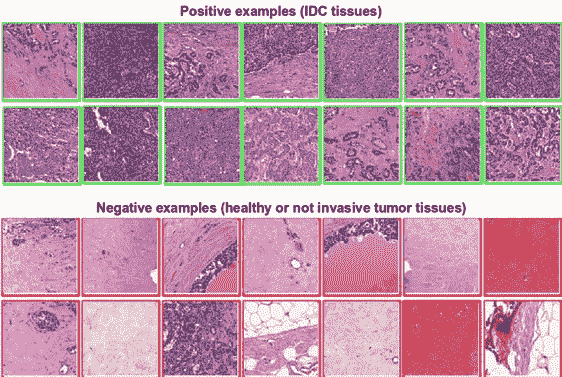 Positive examples (IDC tissues)
Negative examples (healthy or not invasive tumor tissues)